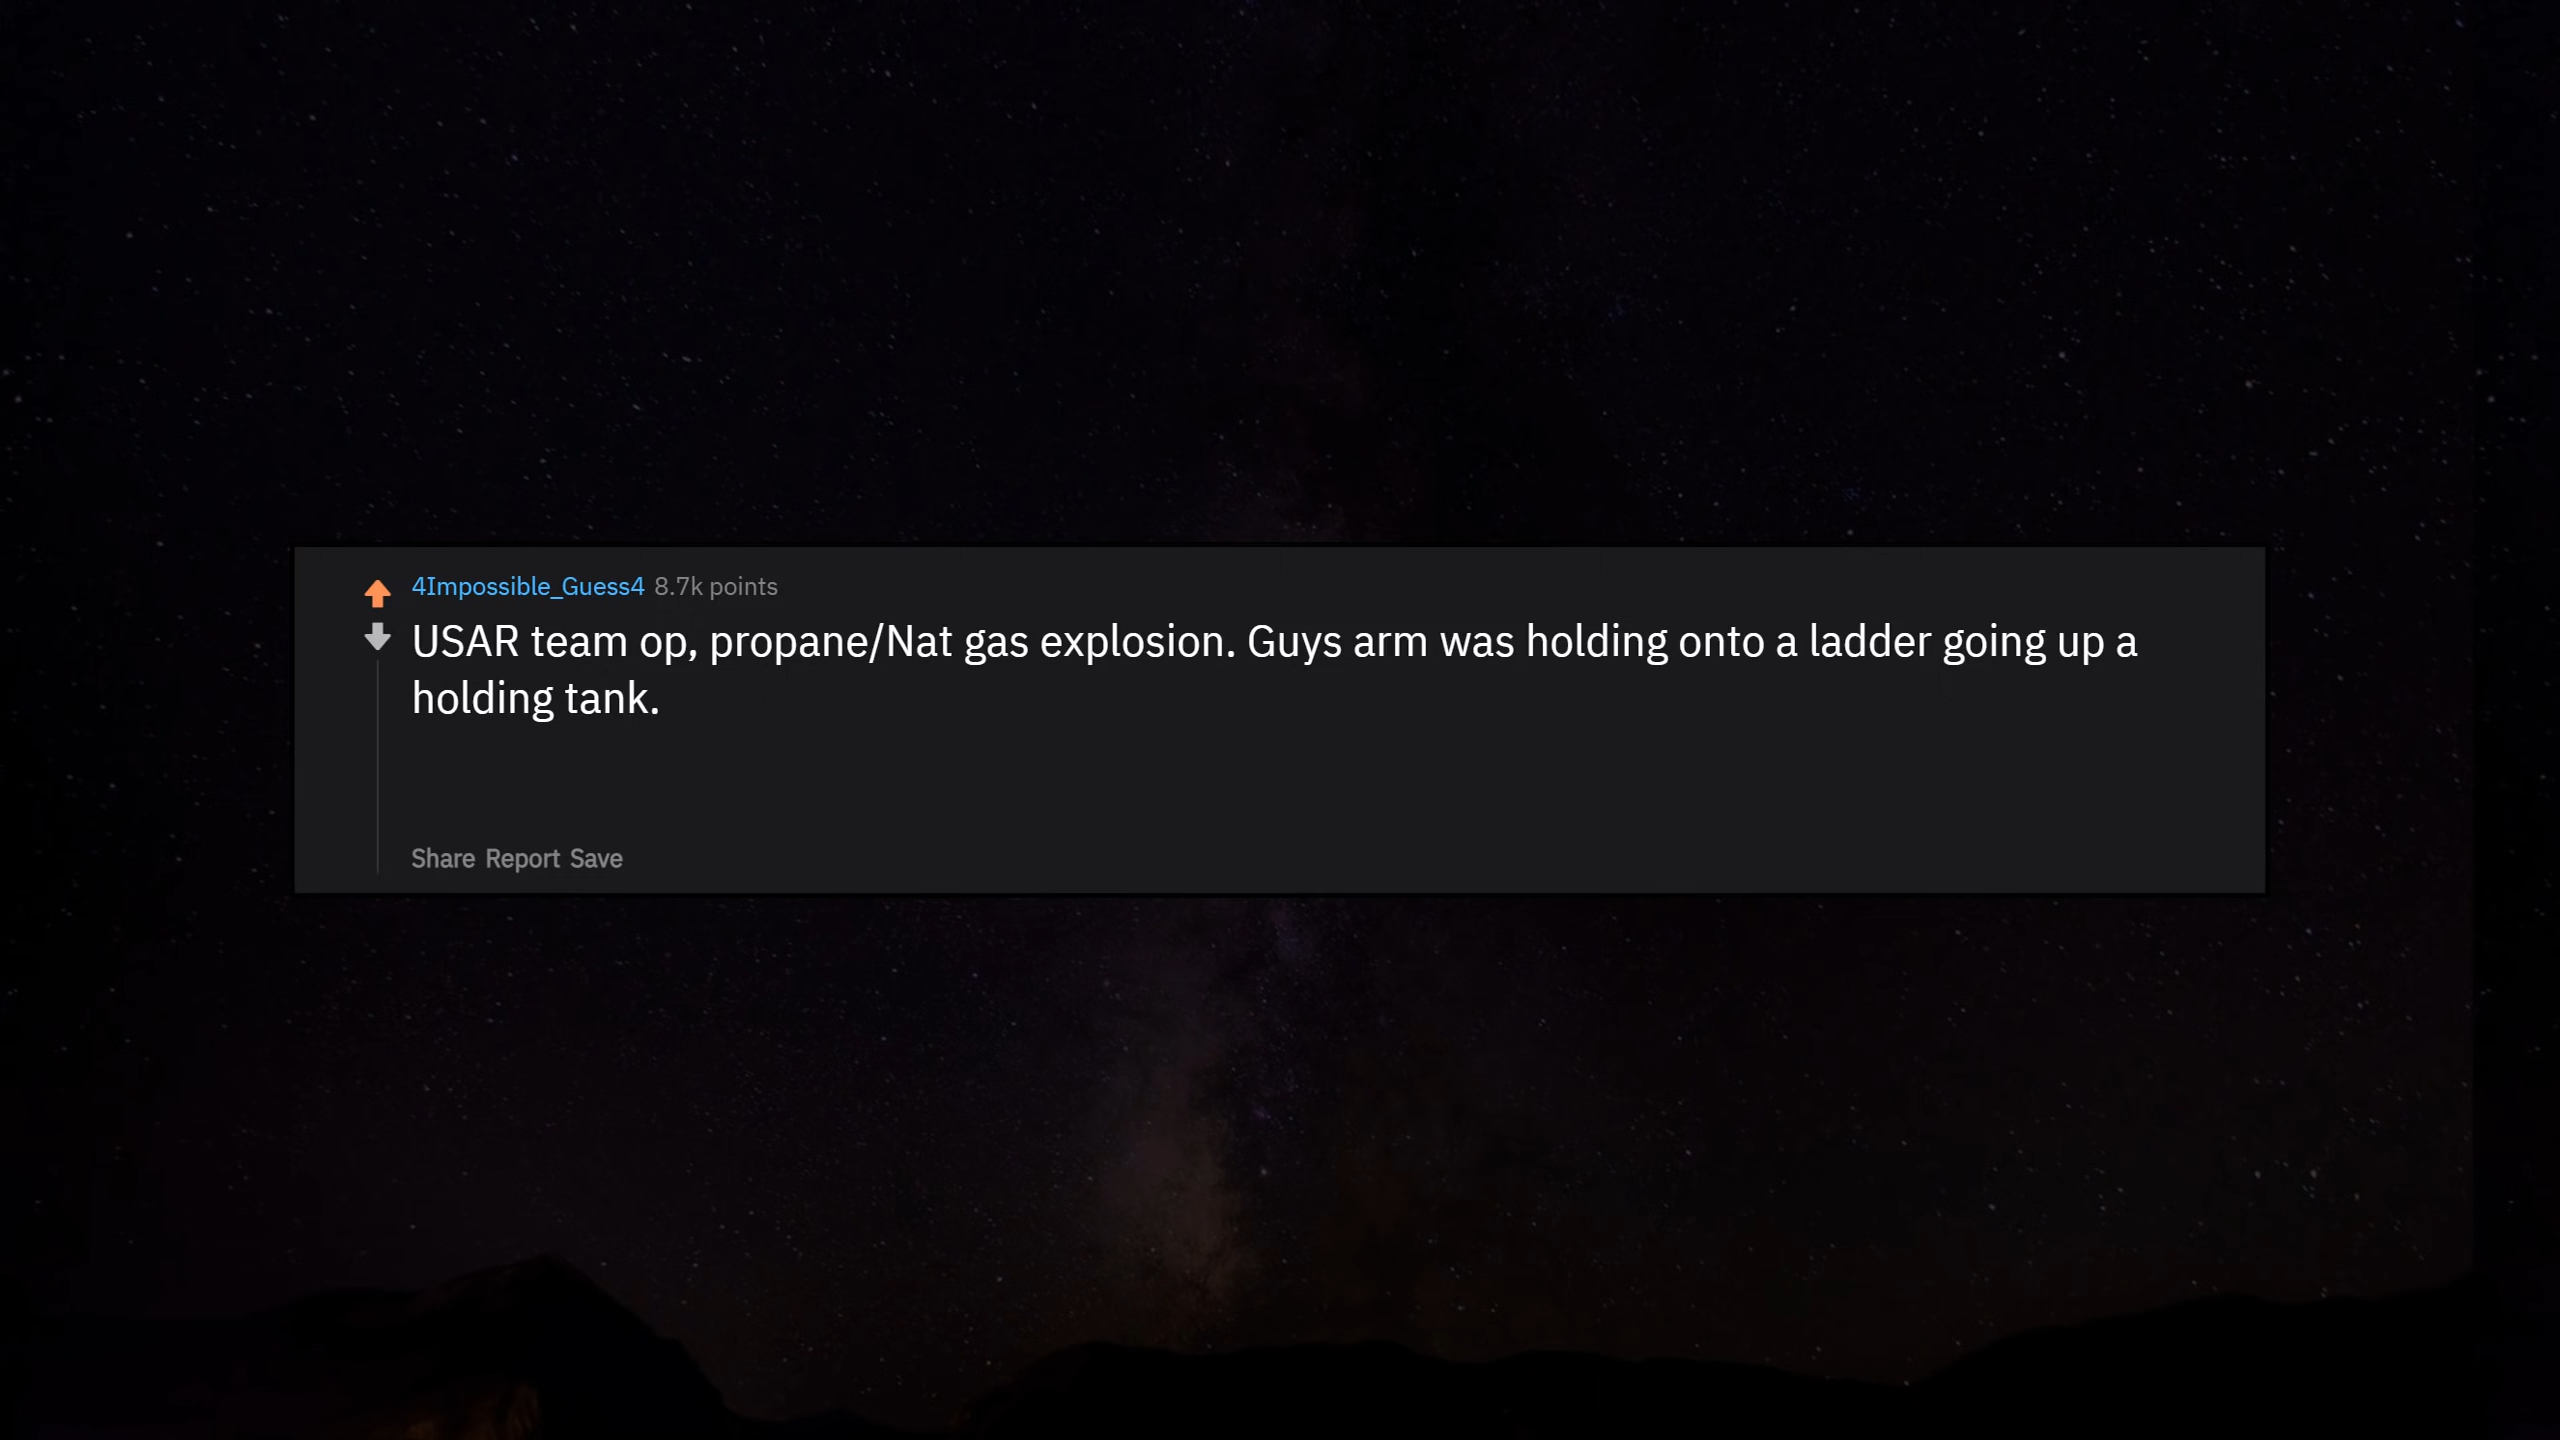 4Impossible_Guess4 8.7k points
USAR team op, propane/Nat gas explosion. Guys arm was holding onto a ladder going up a
holding tank.
Share Report Save